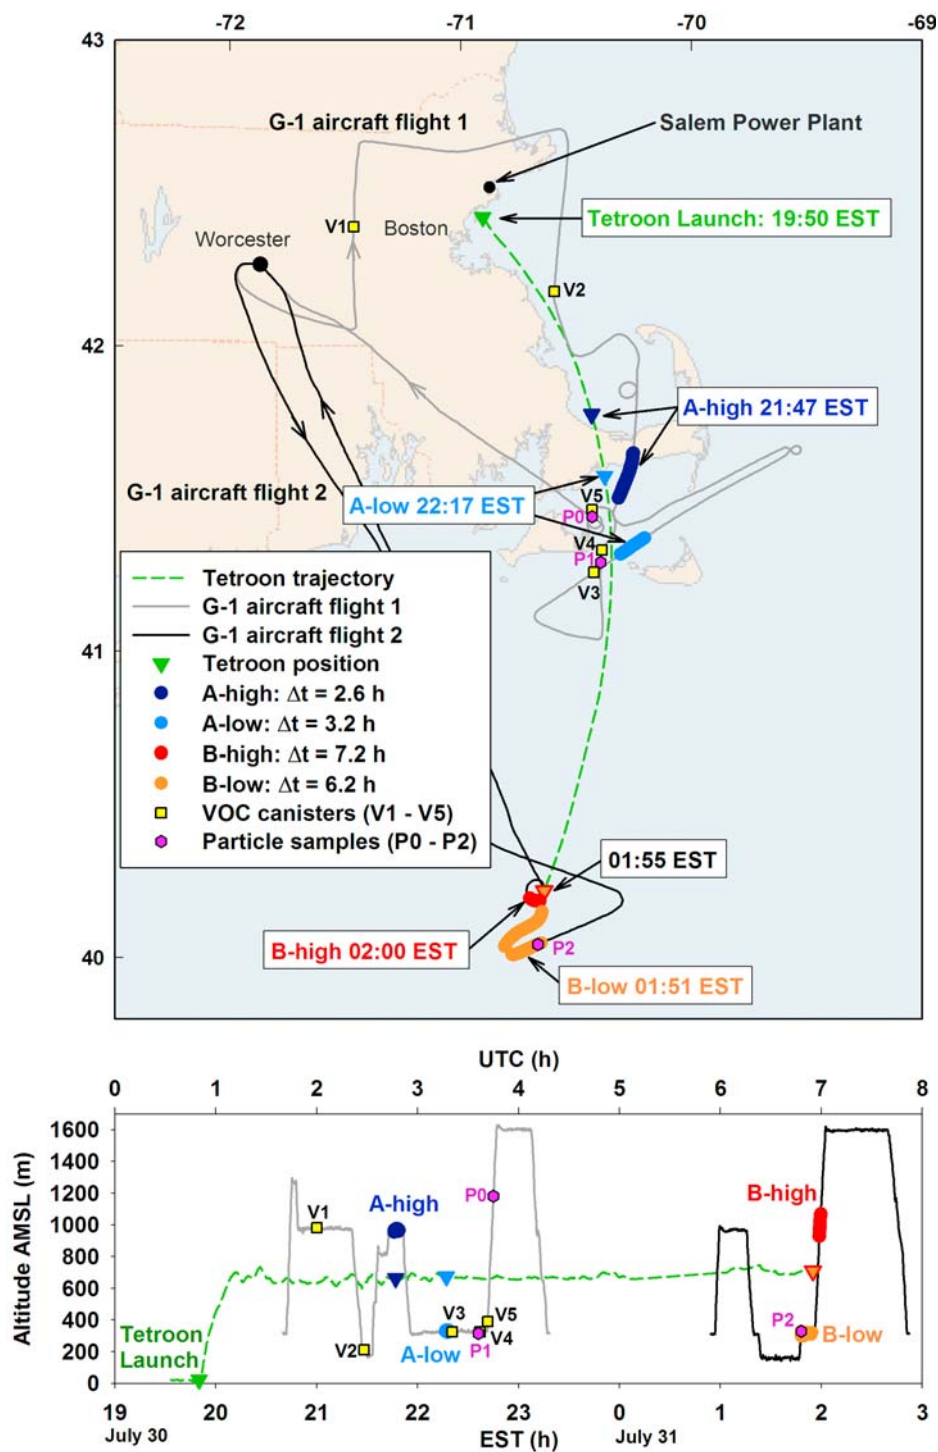 -72 -71 -70 -69
43
G-1 aircraft flight 1
Salem Power Plant
Tetroon Launch: 19:50 EST
V1
Boston
Worcester
V2
42
A-high 21:47 EST
G-1 aircraft flight 2
A-low 22:17 EST
V5
P0
V4
P1
V3
Tetroon trajectory
G-1 aircraft flight 1
G-1 aircraft flight 2
Tetroon position
A-high: Δt = 2.6 h
A-low: Δt = 3.2 h
B-high: Δt = 7.2 h
B-low: Δt = 6.2 h
VOC canisters (V1 - V5)
Particle samples (P0 - P2)
41
01:55 EST
B-high 02:00 EST
P2
40
B-low 01:51 EST
UTC (h)
0 1 2 3 4 5 6 7 8
Altitude AMSL (m)
1600
1400
1200
1000
800
600
400
200
0
V1
A-high
P0
B-high
V3
V5
V2
A-low
P1
V4
P2
B-low
Tetroon
Launch
19 20 21 22 23 0 1 2 3
July 30
EST (h)
July 31